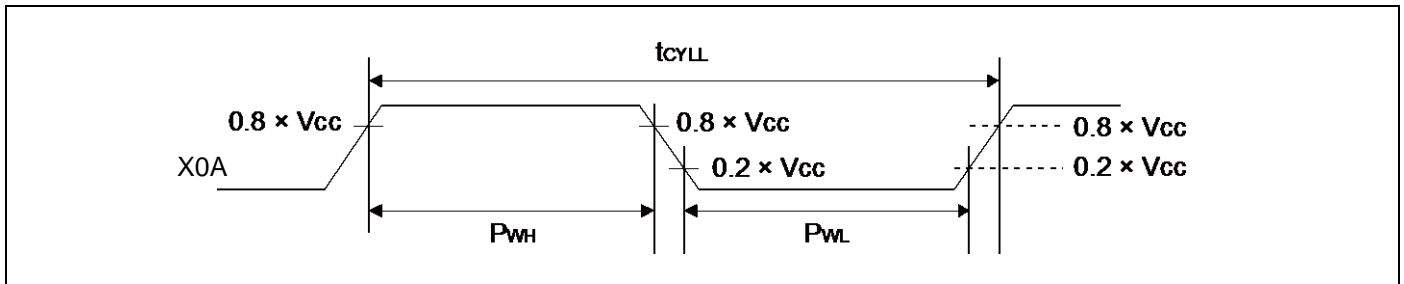 tCYLL
0.8 × Vcc
0.8 × Vcc
0.8 × Vcc
X0A
0.2 × Vcc
0.2 × Vcc
PWH
PWL